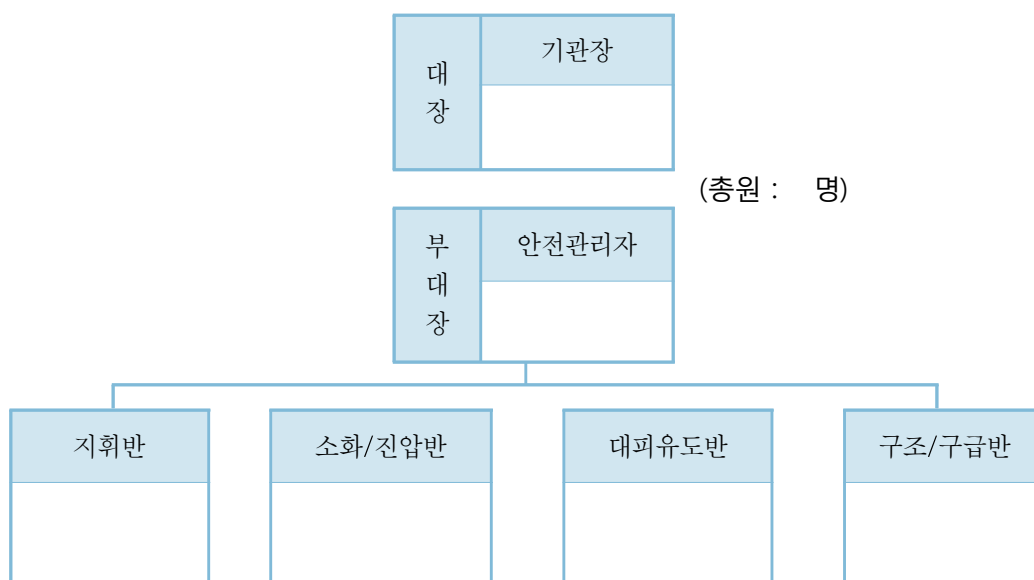 대장
기관장
(총원 : 명)
부대장
안전관리자
지휘반
소화/진압반
대피유도반
구조/구급반